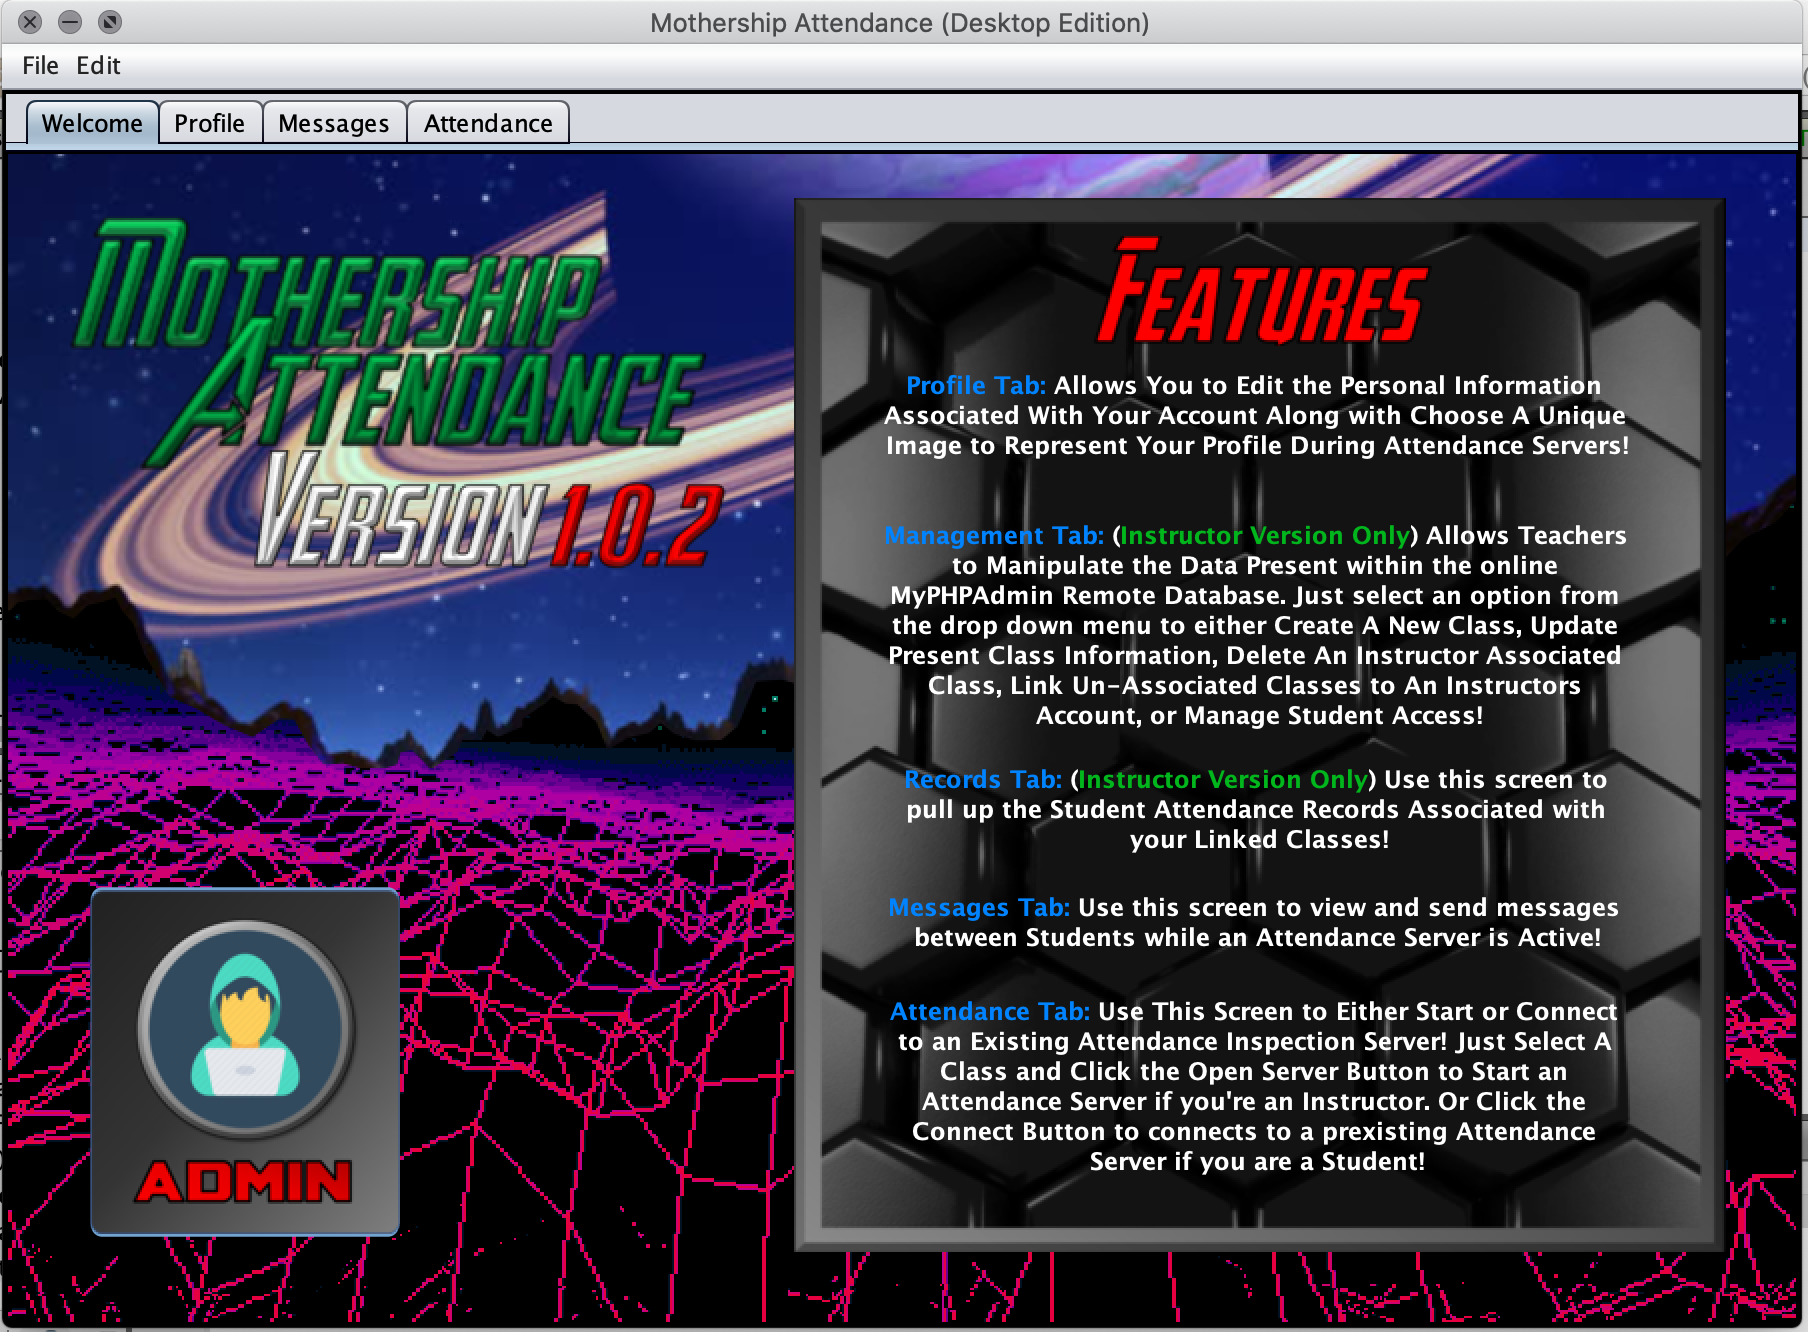 Mothership Attendance (Desktop Edition)
File Edit
Welcome Profile Messages Attendance
MOTHERSHIP
ATTENDANCE
VERSION 1.0.2
ADMIN
FEATURES
Profile Tab: Allows You to Edit the Personal Information
Associated With Your Account Along with Choose A Unique
Image to Represent Your Profile During Attendance Servers!
Management Tab: (Instructor Version Only) Allows Teachers
to Manipulate the Data Present within the online
MyPHPAdmin Remote Database. Just select an option from
the drop down menu to either Create A New Class, Update
Present Class Information, Delete An Instructor Associated
Class, Link Un-Associated Classes to An Instructors
Account, or Manage Student Access!
Records Tab: (Instructor Version Only) Use this screen to
pull up the Student Attendance Records Associated with
your Linked Classes!
Messages Tab: Use this screen to view and send messages
between Students while an Attendance Server is Active!
Attendance Tab: Use This Screen to Either Start or Connect
to an Existing Attendance Inspection Server! Just Select A
Class and Click the Open Server Button to Start an
Attendance Server if you're an Instructor. Or Click the
Connect Button to connects to a prexisting Attendance
Server if you are a Student!